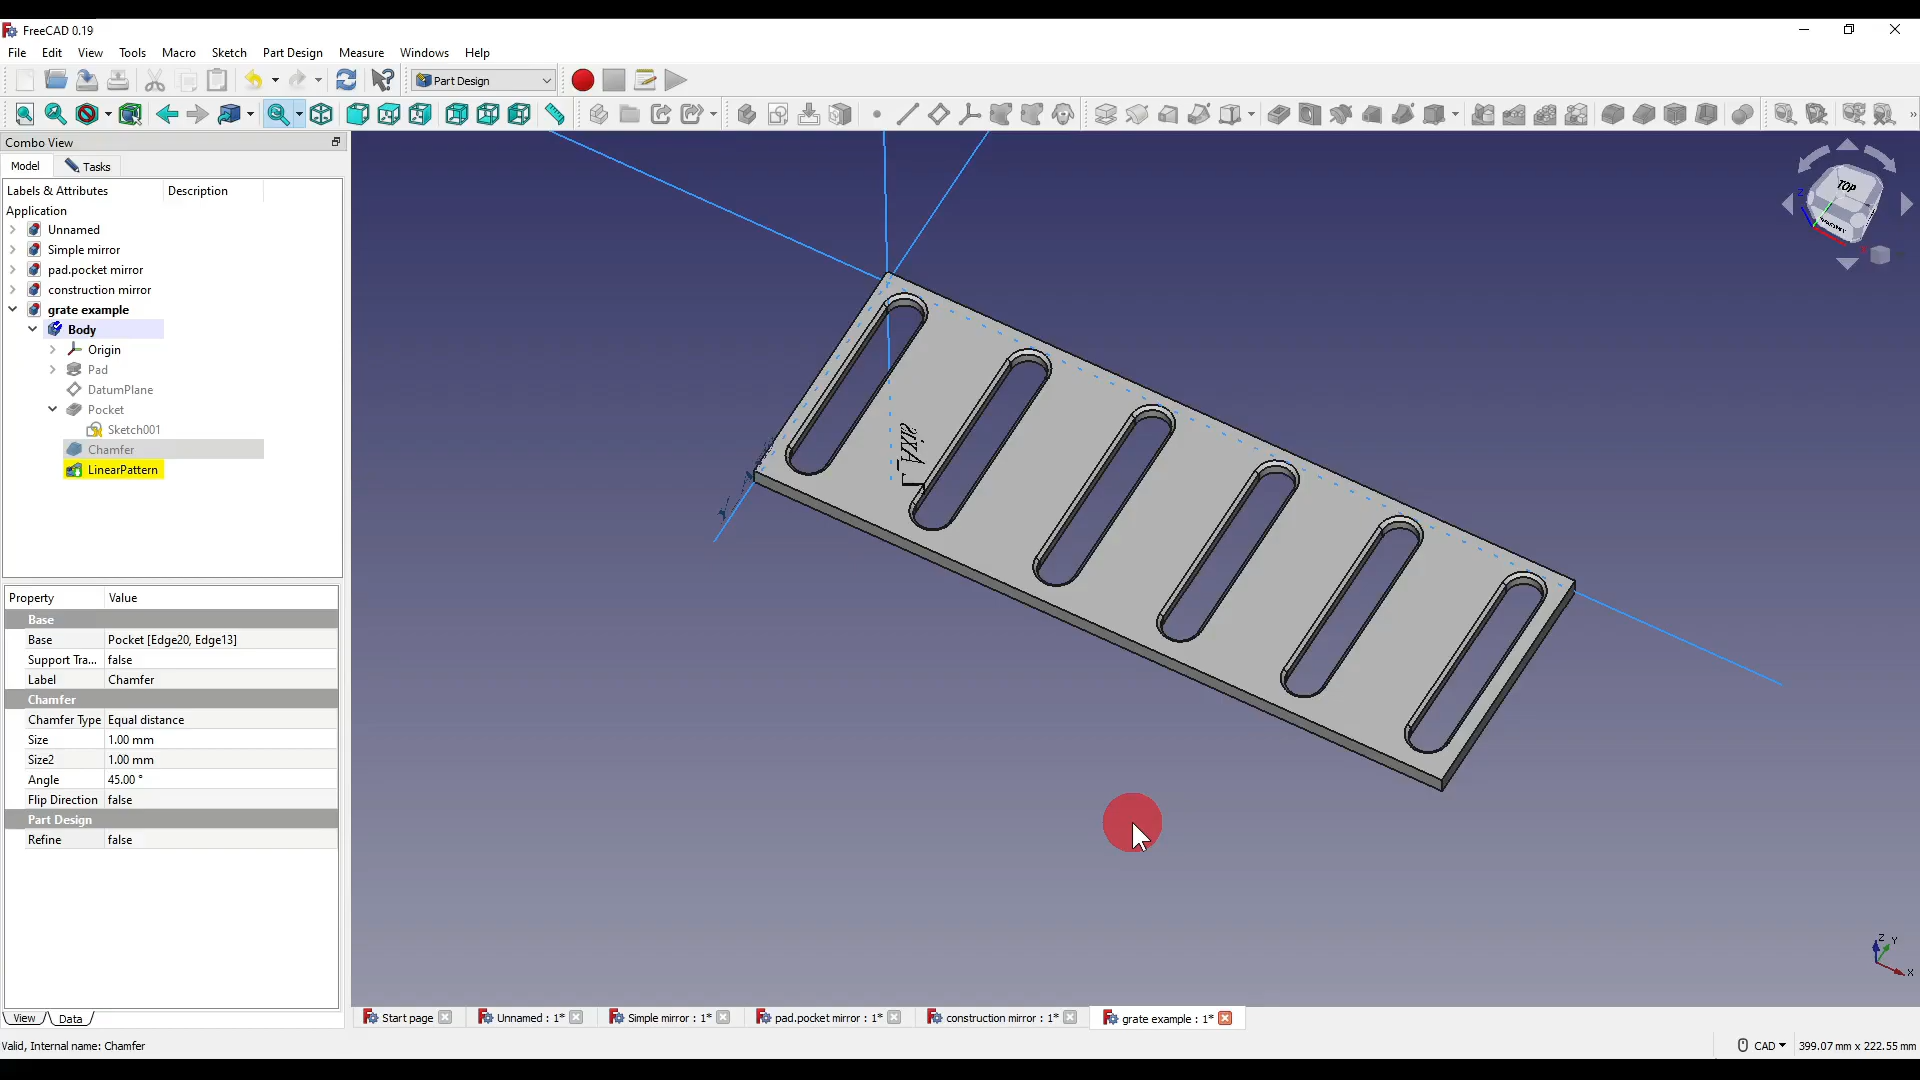 FreeCAD 0.19
File Edit View Tools Macro Sketch Part Design Measure Windows Help
Part Design
Combo View
Model Tasks
Labels & Attributes Description
Application
Unnamed
Simple mirror
pad.pocket mirror
construction mirror
grate example
Body
Origin
Pad
DatumPlane
Pocket
Sketch001
Chamfer
LinearPattern
Property Value
Base
Base Pocket [Edge20, Edge13]
Support Tra... false
Label Chamfer
Chamfer
Chamfer Type Equal distance
Size 1.00 mm
Size2 1.00 mm
Angle 45.00 °
Flip Direction false
Part Design
Refine false
View Data
TOP
Z
Z Y
X
Start page Unnamed : 1* Simple mirror : 1* pad.pocket mirror : 1* construction mirror : 1* grate example : 1*
Valid, Internal name: Chamfer
CAD 399.07 mm x 222.55 mm